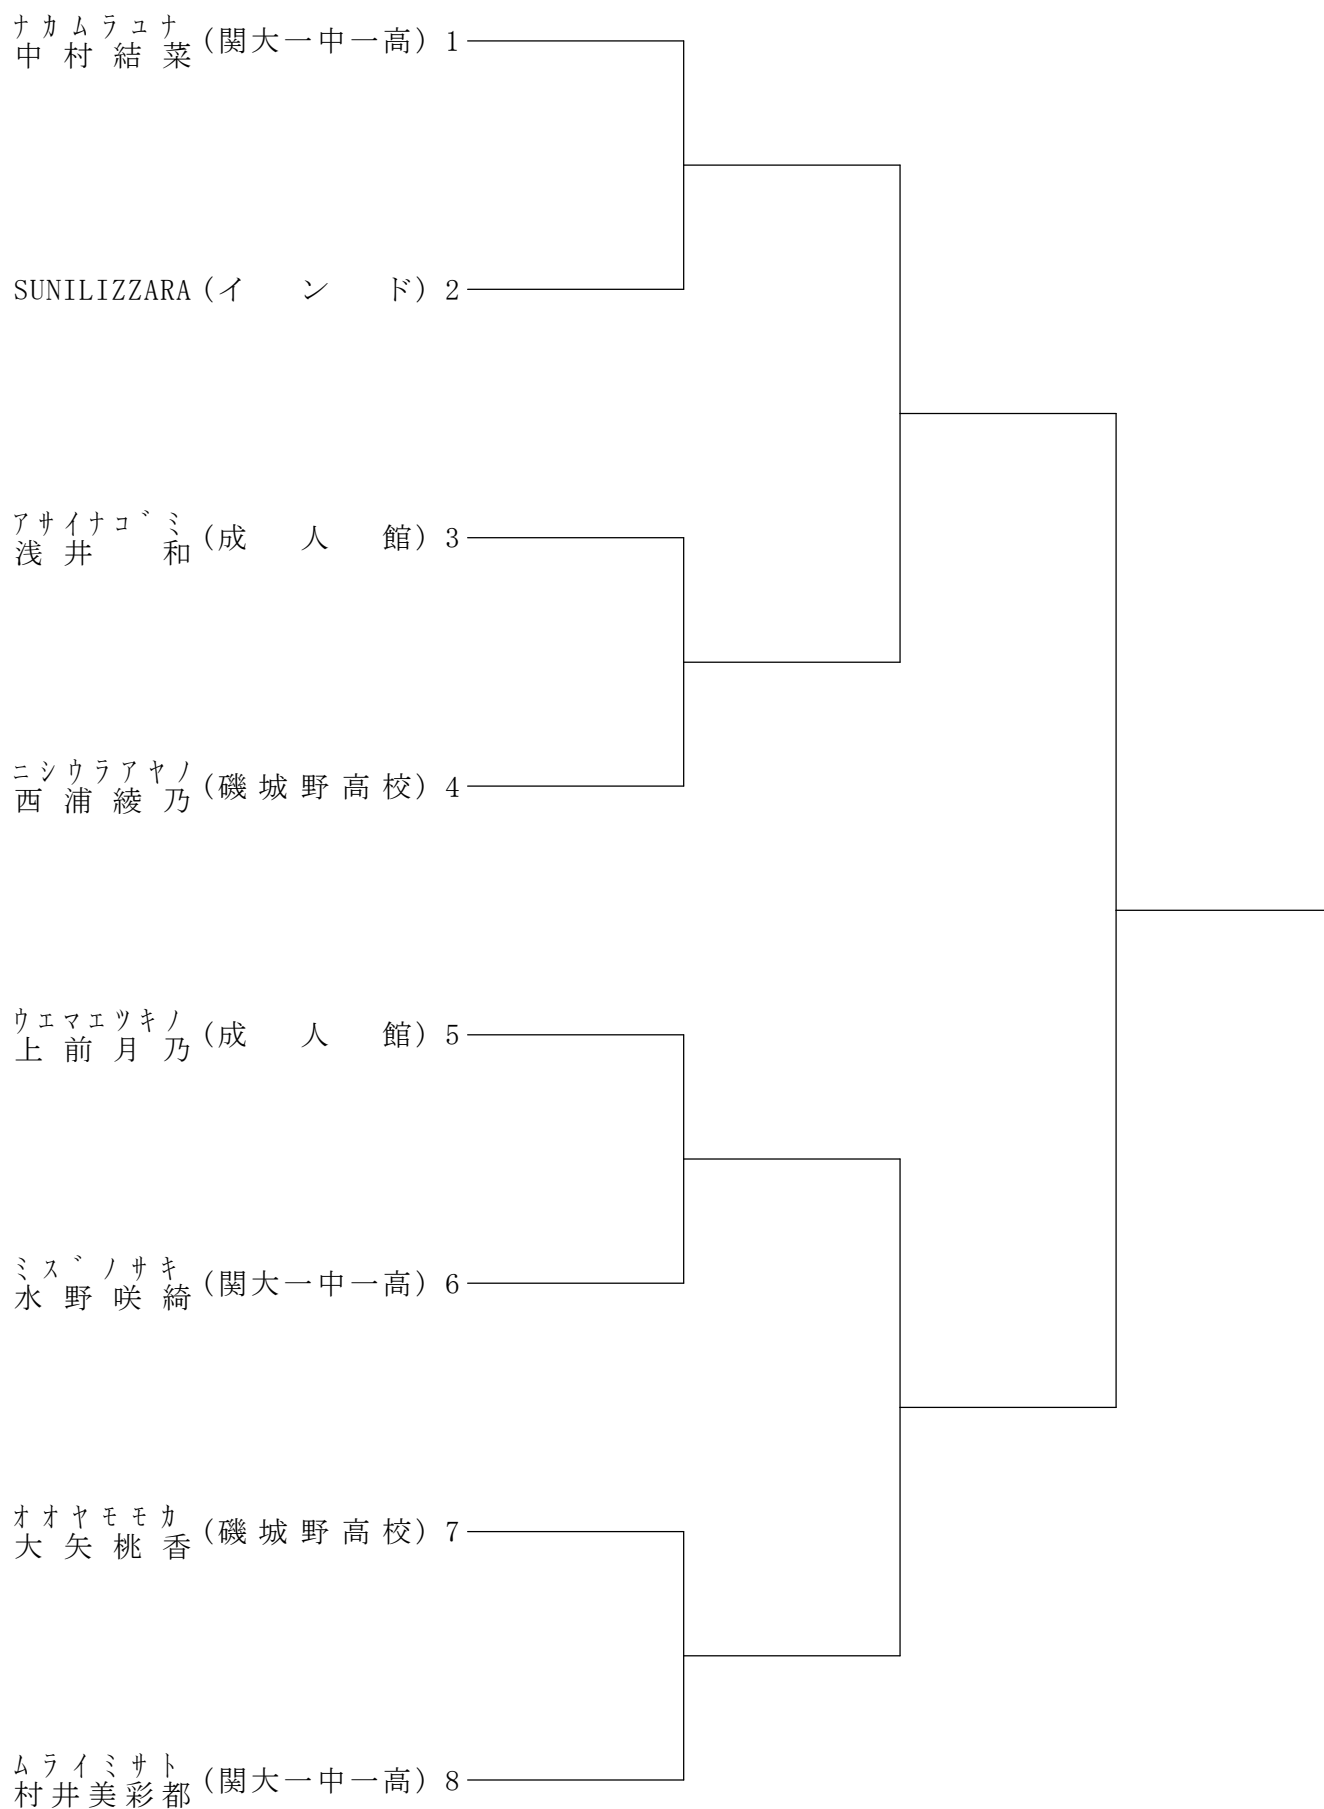 ナカムラユナ
中村結菜 (関大一中一高) 1
SUNILIZZARA (インド) 2
アサイナゴミ
浅井和 (成人館) 3
ニシウラアヤノ
西浦綾乃 (磯城野高校) 4
ウエマエツキノ
上前月乃 (成人館) 5
ミズノサキ
水野咲綺 (関大一中一高) 6
オオヤモモカ
大矢桃香 (磯城野高校) 7
ムライミサト
村井美彩都 (関大一中一高) 8